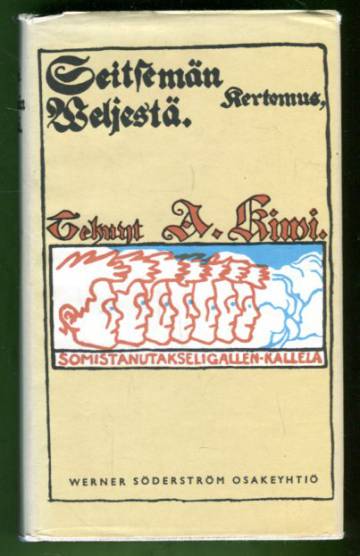 Seitsemän
Kertomus,
Weljestä.
Tehnyt A. Kiwi.
SOMISTANUT AKSELI GALLEN-KALLELA
WERNER SÖDERSTRÖM OSAKEYHTIÖ